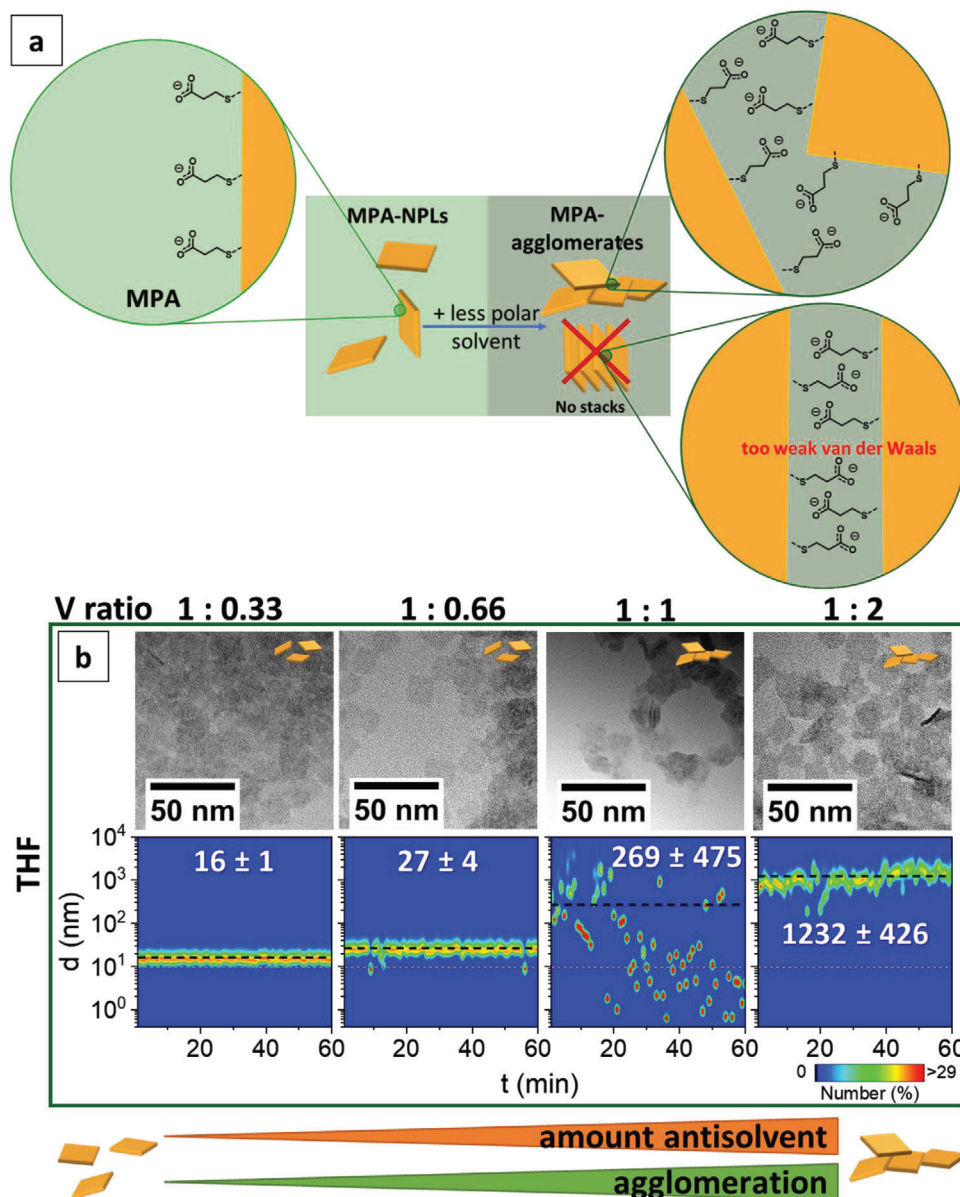 a
MPA
MPA-NPLs
MPA-
agglomerates
+ less polar
solvent
No stacks
too weak van der Waals
V ratio 1 : 0.33 1 : 0.66 1 : 1 1 : 2
b
50 nm 50 nm 50 nm 50 nm
THF
d (nm)
10⁴
10³
10²
10¹
10⁰
16 ± 1 27 ± 4 269 ± 475 1232 ± 426
20 40 60 20 40 60 20 40 60 20 40 60
t (min)
0 >29
Number (%)
amount antisolvent
agglomeration